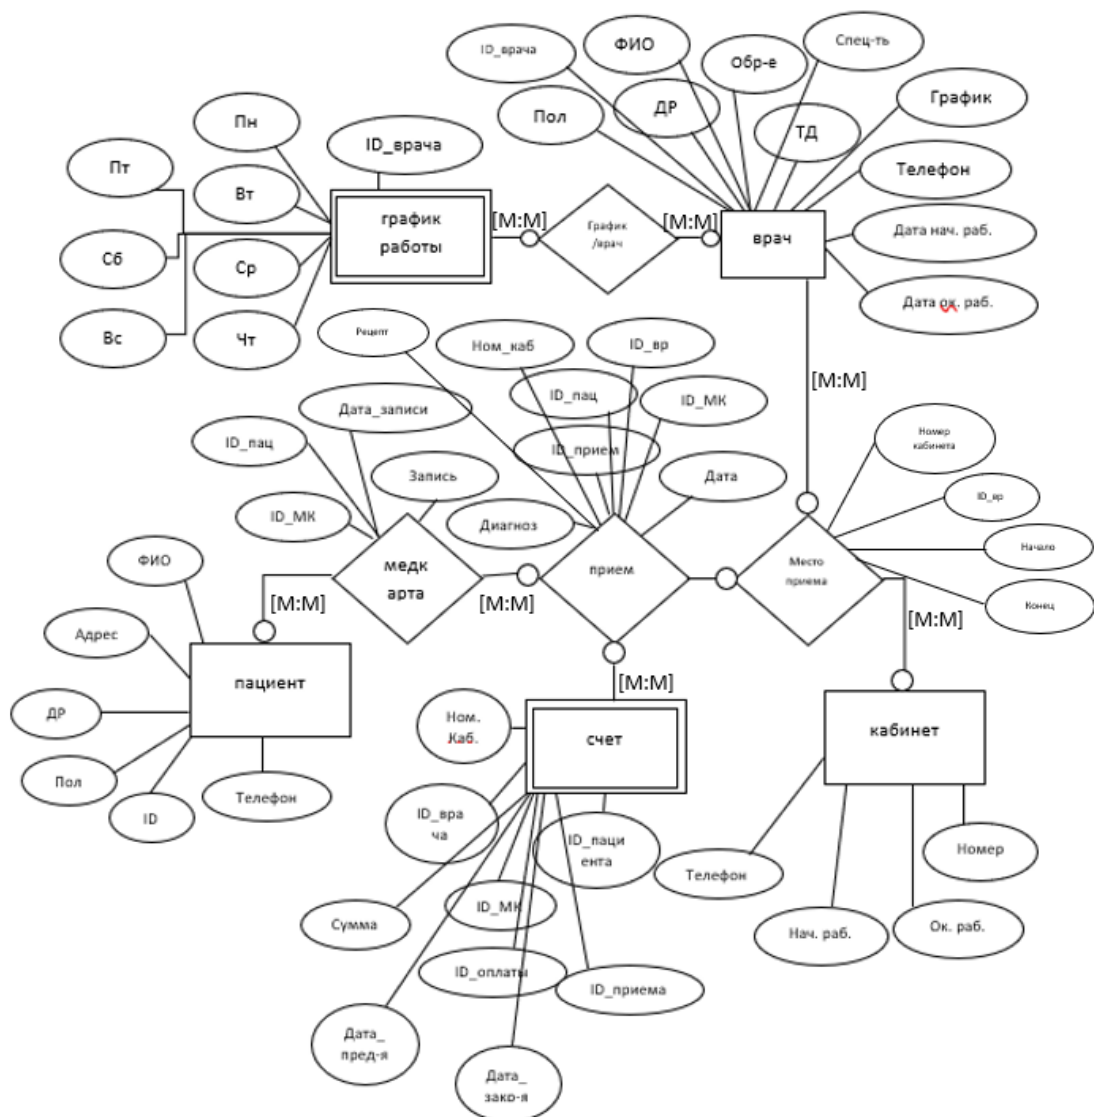 ID_врача
ФИО
Спец-ть
Обр-е
График
Пол
ДР
ТД
Телефон
Дата нач. раб.
Дата ок. раб.
врач
Пн
ID_врача
Пт
Вт
Сб
Ср
Вс
Чт
график
работы
[M:M]
График
/врач
[M:M]
[M:M]
Рецепт
Ном_каб
ID_вр
Дата_записи
ID_пац
ID_МК
ID_пац
ID_прием
Запись
Дата
ID_МК
Диагноз
Номер
кабинета
ID_вр
Начало
Конец
медк
арта
прием
Место
приема
[M:M]
[M:M]
[M:M]
[M:M]
ФИО
Адрес
ДР
Пол
ID
Телефон
пациент
Ном.
Каб.
счет
кабинет
ID_вра
ча
ID_паци
ента
Телефон
Номер
Сумма
ID_МК
Нач. раб.
Ок. раб.
ID_оплаты
ID_приема
Дата_
пред-я
Дата_
зако-я